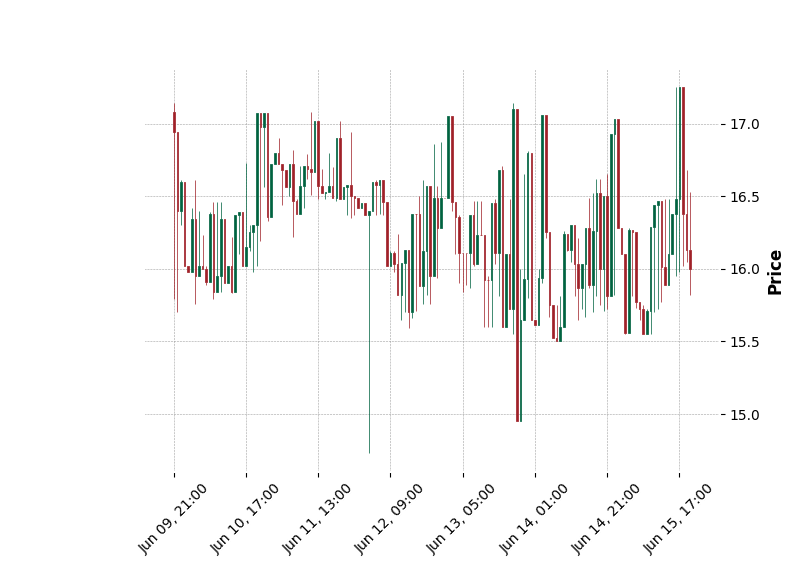 17.0
16.5
16.0
15.5
15.0
Price
Jun 09, 21:00
Jun 10, 17:00
Jun 11, 13:00
Jun 12, 09:00
Jun 13, 05:00
Jun 14, 01:00
Jun 14, 21:00
Jun 15, 17:00